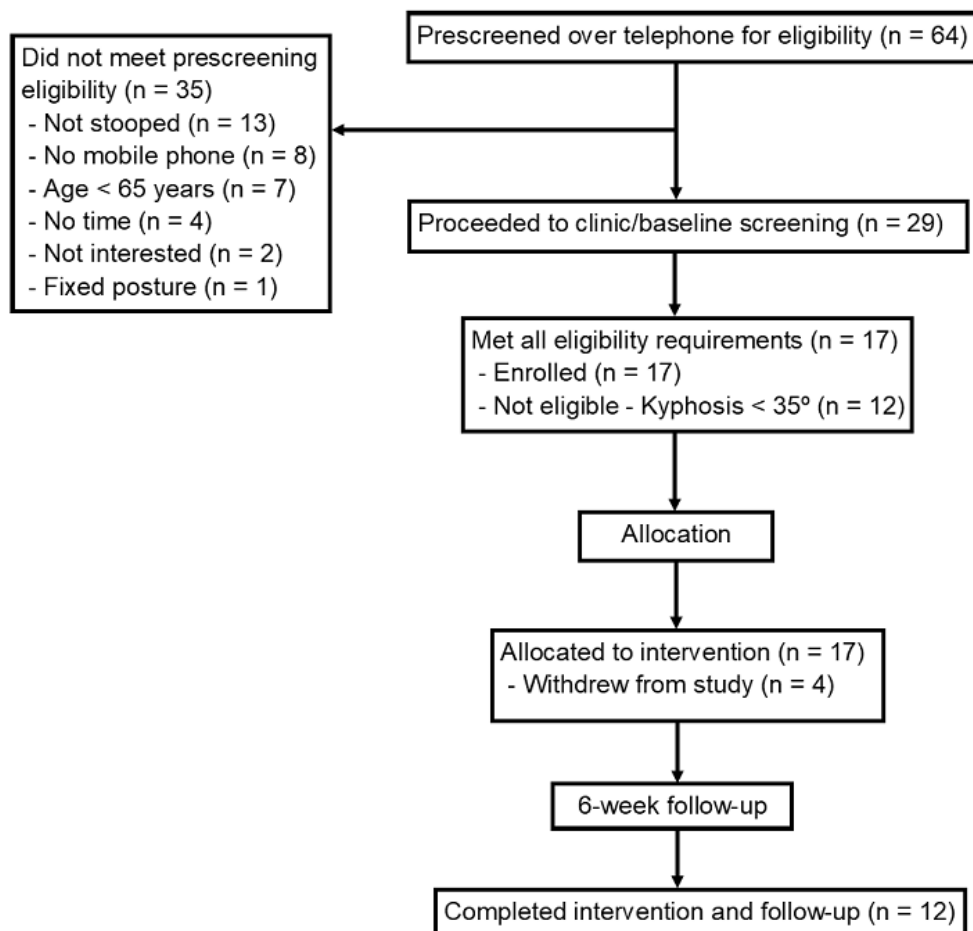 Prescreened over telephone for eligibility (n = 64)
Did not meet prescreening
eligibility (n = 35)
- Not stooped (n = 13)
- No mobile phone (n = 8)
- Age < 65 years (n = 7)
- No time (n = 4)
- Not interested (n = 2)
- Fixed posture (n = 1)
Proceeded to clinic/baseline screening (n = 29)
Met all eligibility requirements (n = 17)
- Enrolled (n = 17)
- Not eligible - Kyphosis < 35º (n = 12)
Allocation
Allocated to intervention (n = 17)
- Withdrew from study (n = 4)
6-week follow-up
Completed intervention and follow-up (n = 12)